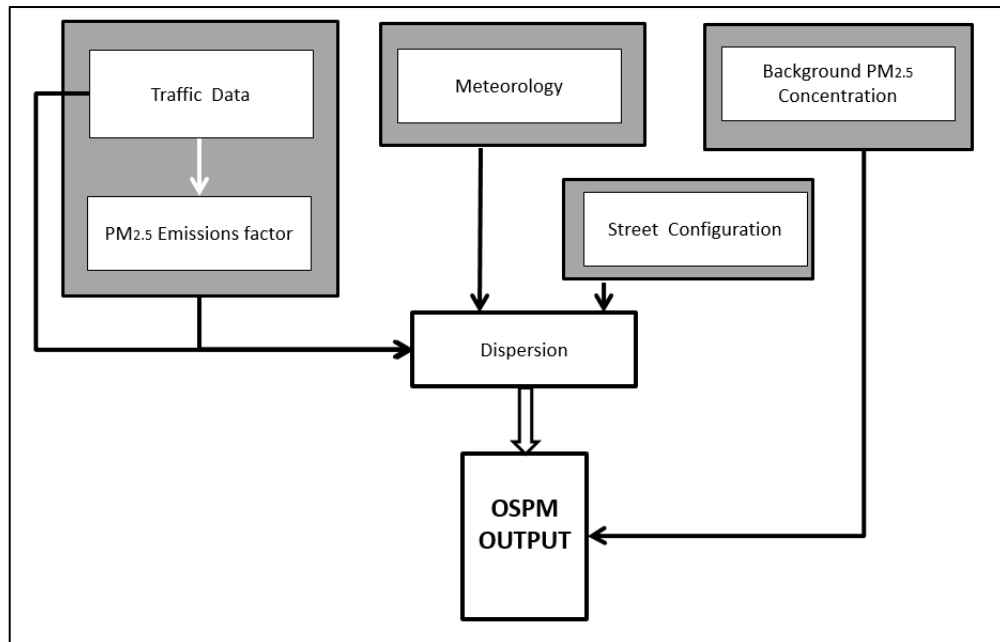 Traffic Data
PM2.5 Emissions factor
Meteorology
Background PM2.5
Concentration
Street Configuration
Dispersion
OSPM
OUTPUT